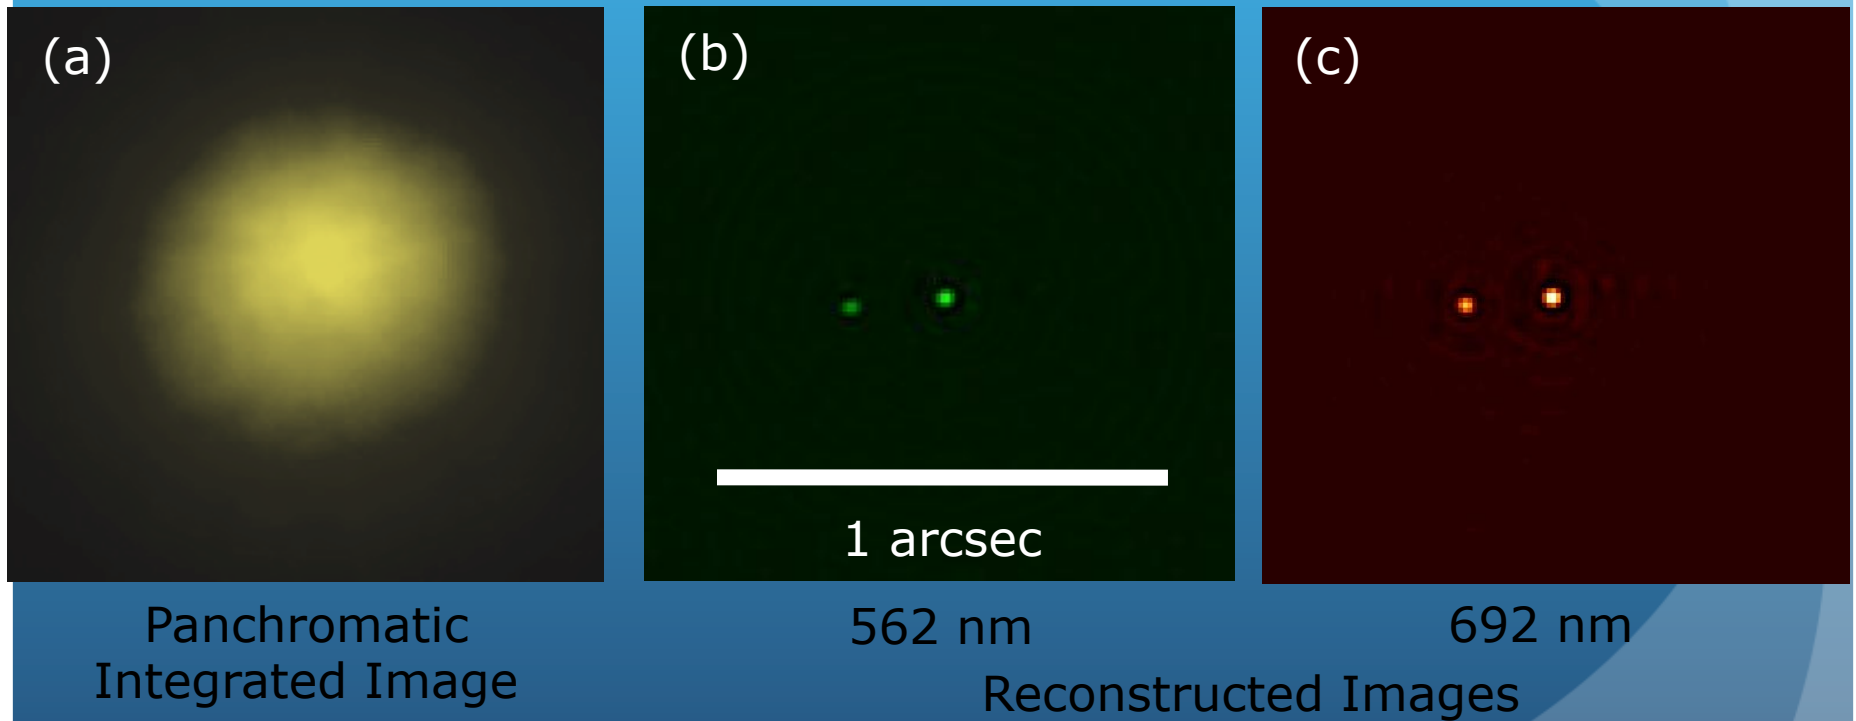 (a)
(b)
(c)
1 arcsec
Panchromatic
Integrated Image
562 nm
692 nm
Reconstructed Images